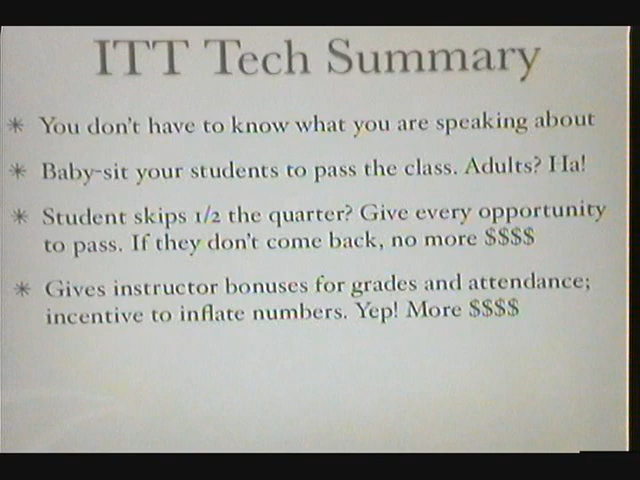 ITT Tech Summary
* You don't have to know what you are speaking about
* Baby-sit your students to pass the class. Adults? Ha!
* Student skips 1/2 the quarter? Give every opportunity
to pass. If they don't come back, no more $$$$
* Gives instructor bonuses for grades and attendance;
incentive to inflate numbers. Yep! More $$$$